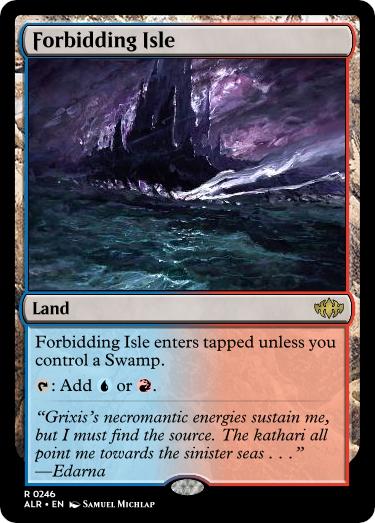 Forbidding Isle
Land
Forbidding Isle enters tapped unless you
control a Swamp.
: Add or .
“Grixis’s necromantic energies sustain me,
but I must find the source. The kathari all
point me towards the sinister seas . . .”
—Edarna
R 0246
ALR • EN Samuel Michlap